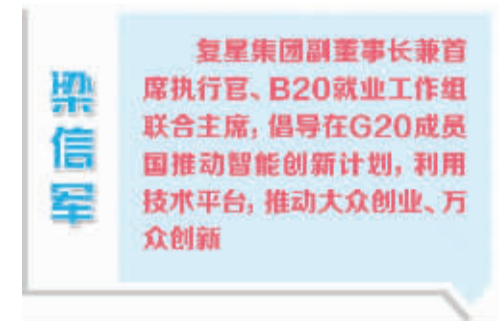 梁信军
复星集团副董事长兼首
席执行官、B20就业工作组
联合主席，倡导在G20成员
国推动智能创新计划，利用
技术平台，推动大众创业、万
众创新